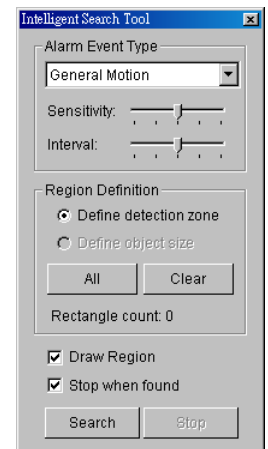 Intelligent Search Tool
Alarm Event Type
General Motion
Sensitivity:
Interval:
Region Definition
Define detection zone
Define object size
All Clear
Rectangle count: 0
Draw Region
Stop when found
Search Stop